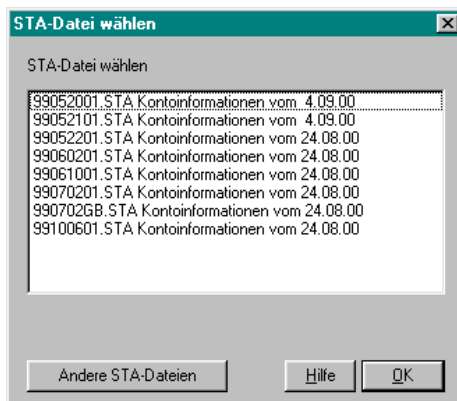 STA-Datei wählen
STA-Datei wählen
99052001.STA Kontoinformationen vom  4.09.00
99052101.STA Kontoinformationen vom  4.09.00
99052201.STA Kontoinformationen vom 24.08.00
99060201.STA Kontoinformationen vom 24.08.00
99061001.STA Kontoinformationen vom 24.08.00
99070201.STA Kontoinformationen vom 24.08.00
990702GB.STA Kontoinformationen vom 24.08.00
99100601.STA Kontoinformationen vom 24.08.00
Andere STA-Dateien Hilfe OK